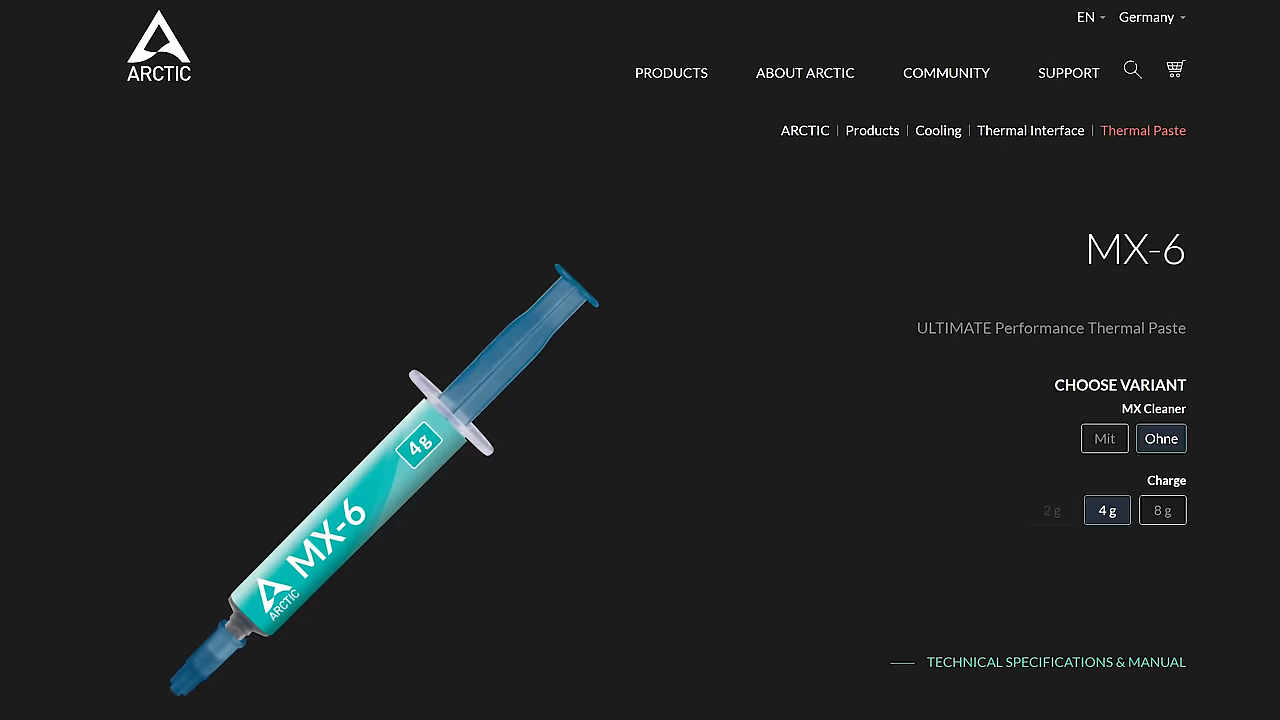 EN Germany
ARCTIC
PRODUCTS ABOUT ARCTIC COMMUNITY SUPPORT
ARCTIC | Products | Cooling | Thermal Interface | Thermal Paste
MX-6
ULTIMATE Performance Thermal Paste
CHOOSE VARIANT
MX Cleaner
Mit Ohne
Charge
2 g 4 g 8 g
4 g
MX-6
ARCTIC
TECHNICAL SPECIFICATIONS & MANUAL